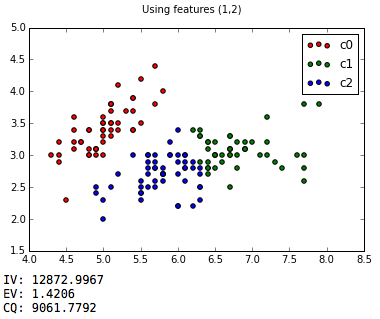 Using features (1,2)
5.0
4.5
4.0
3.5
3.0
2.5
2.0
1.5
4.0 4.5 5.0 5.5 6.0 6.5 7.0 7.5 8.0 8.5
c0
c1
c2
IV: 12872.9967
EV: 1.4206
CQ: 9061.7792